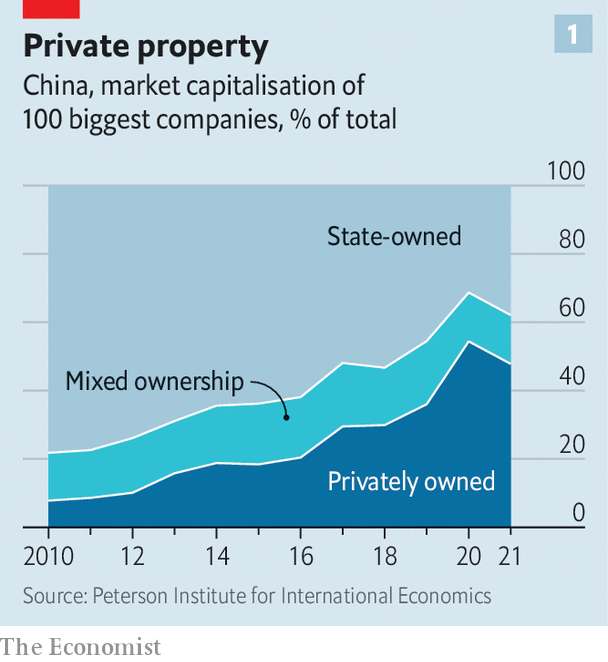 Private property
1
China, market capitalisation of
100 biggest companies, % of total
100
State-owned
80
60
Mixed ownership
40
20
Privately owned
0
2010 12 14 16 18 20 21
Source: Peterson Institute for International Economics
The Economist